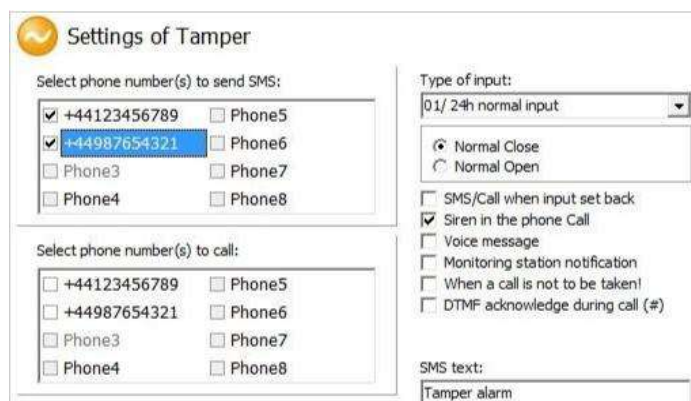 Settings of Tamper
Select phone number(s) to send SMS:
+44123456789 Phone5
+44987654321 Phone6
Phone3 Phone7
Phone4 Phone8
Select phone number(s) to call:
+44123456789 Phone5
+44987654321 Phone6
Phone3 Phone7
Phone4 Phone8
Type of input:
01/ 24h normal input
Normal Close
Normal Open
SMS/Call when input set back
Siren in the phone Call
Voice message
Monitoring station notification
When a call is not to be taken!
DTMF acknowledge during call (#)
SMS text:
Tamper alarm